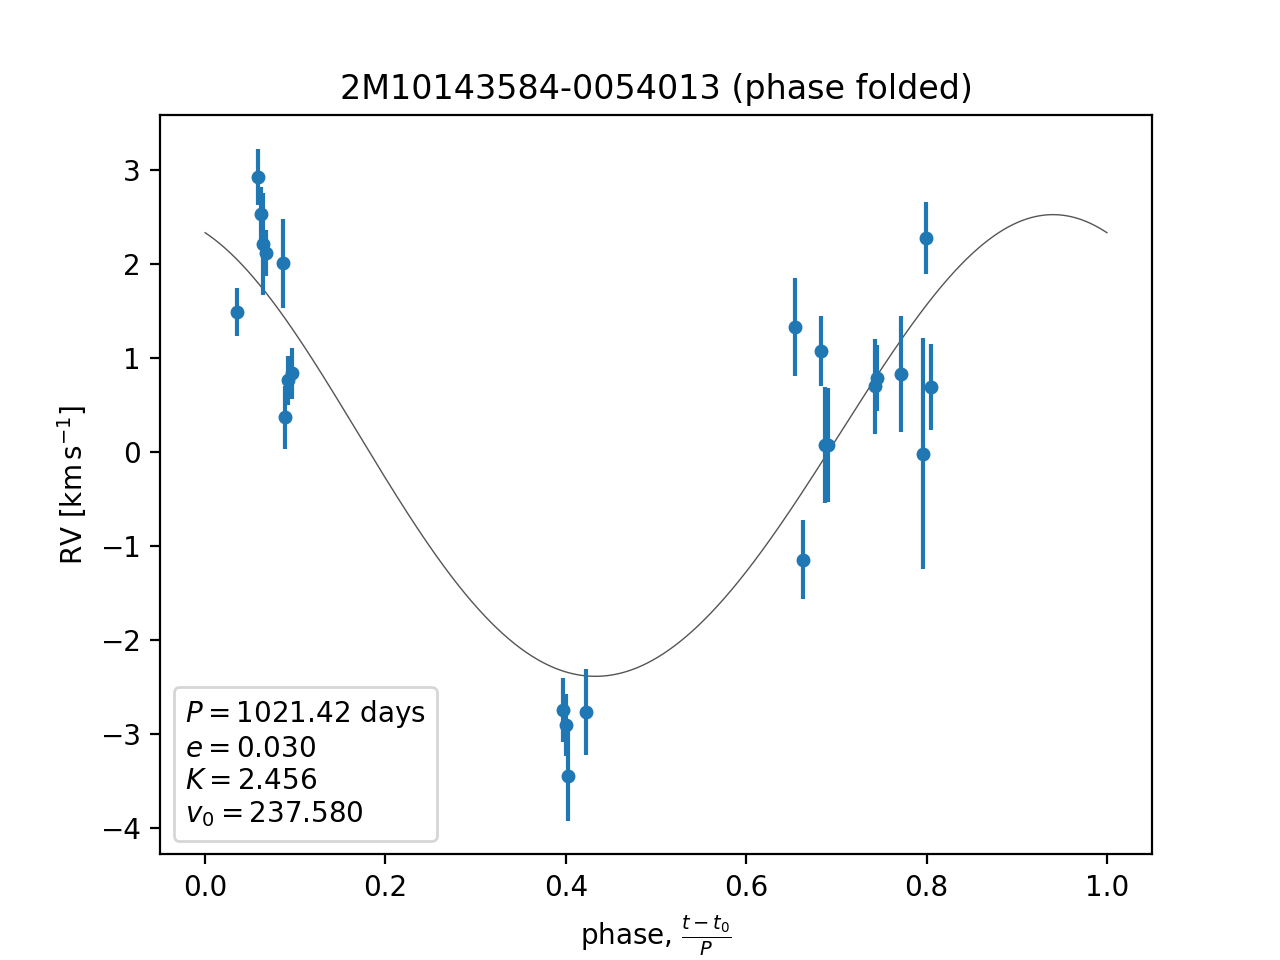 2M10143584-0054013 (phase folded)
RV [km s⁻¹]
3
2
1
0
−1
−2
−3
−4
P = 1021.42 days
e = 0.030
K = 2.456
v₀ = 237.580
0.0 0.2 0.4 0.6 0.8 1.0
phase, (t − t₀)/P